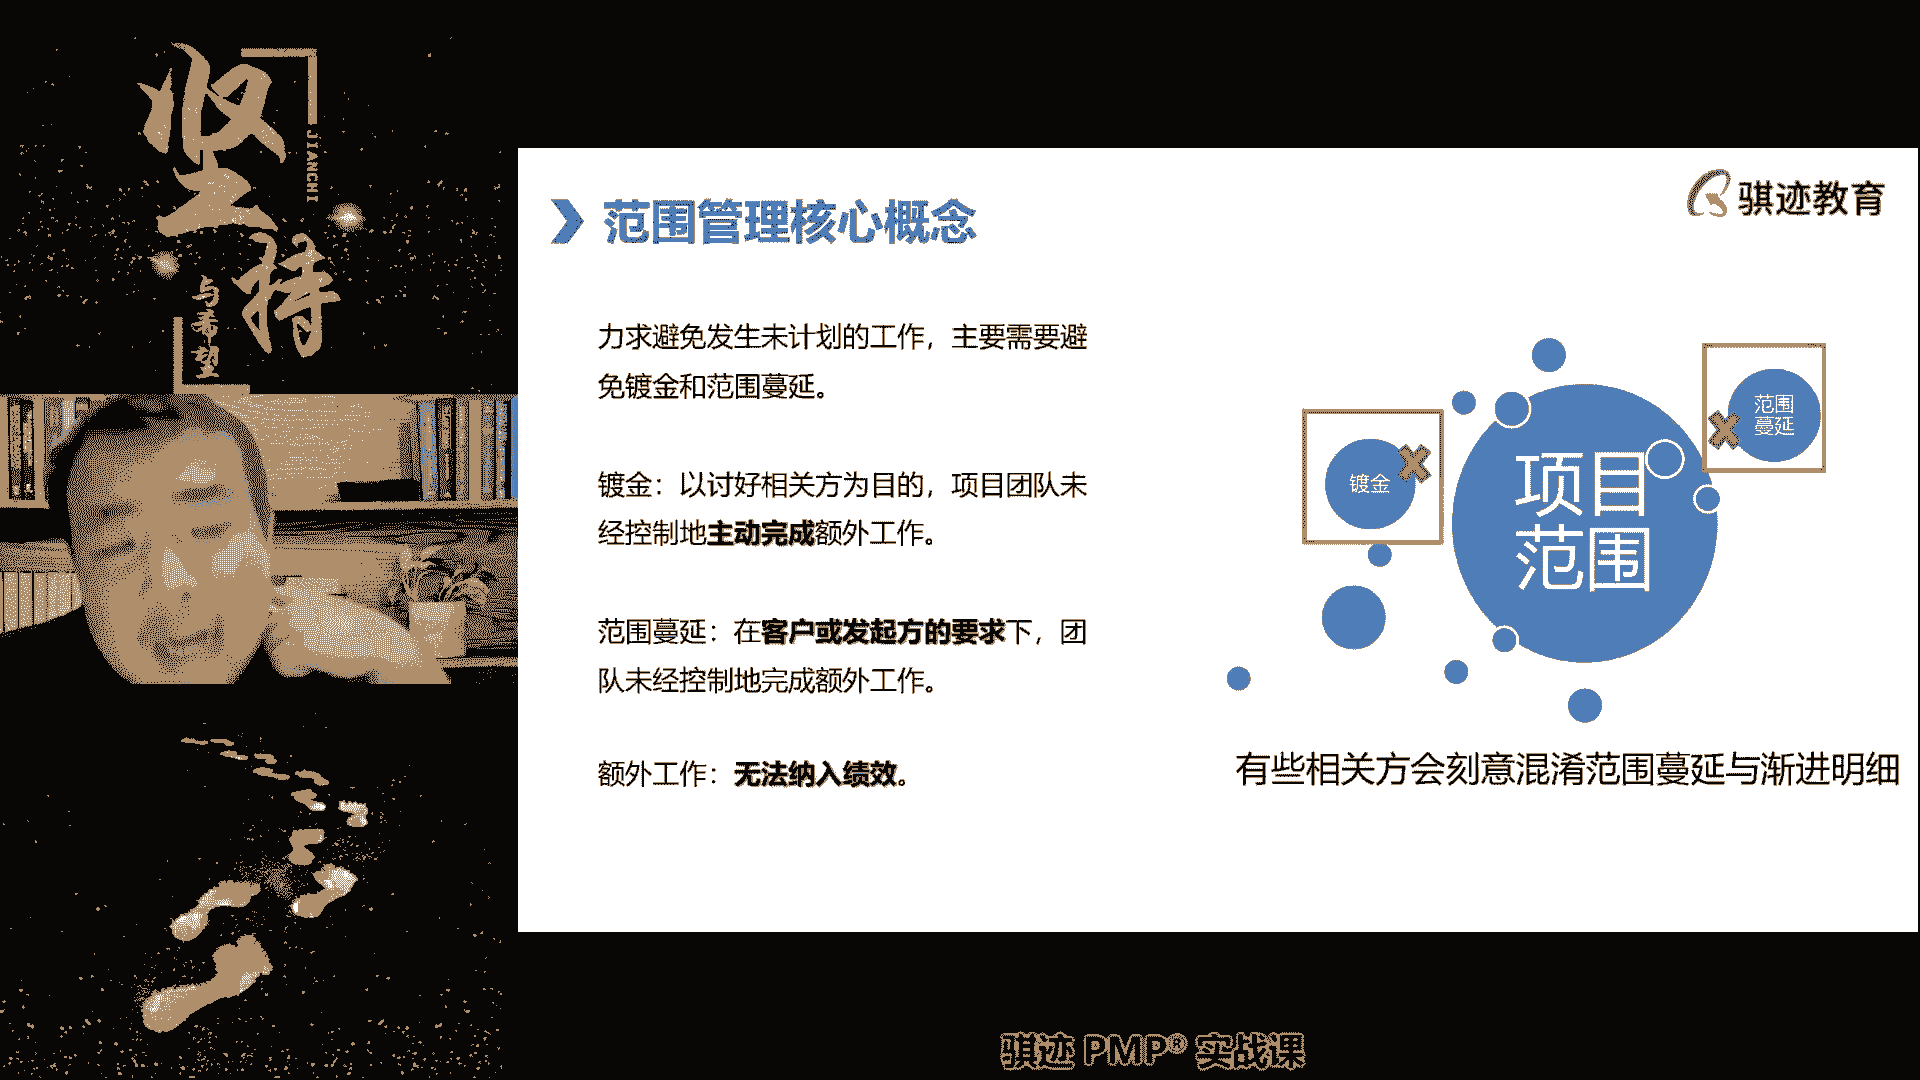 坚持
JIANCHI
与希望
骐迹教育
范围管理核心概念
力求避免发生未计划的工作，主要需要避
免镀金和范围蔓延。
镀金：以讨好相关方为目的，项目团队未
经控制地主动完成额外工作。
范围蔓延：在客户或发起方的要求下，团
队未经控制地完成额外工作。
额外工作：无法纳入绩效。
镀金
项目
范围
范围
蔓延
有些相关方会刻意混淆范围蔓延与渐进明细
骐迹 PMP® 实战课